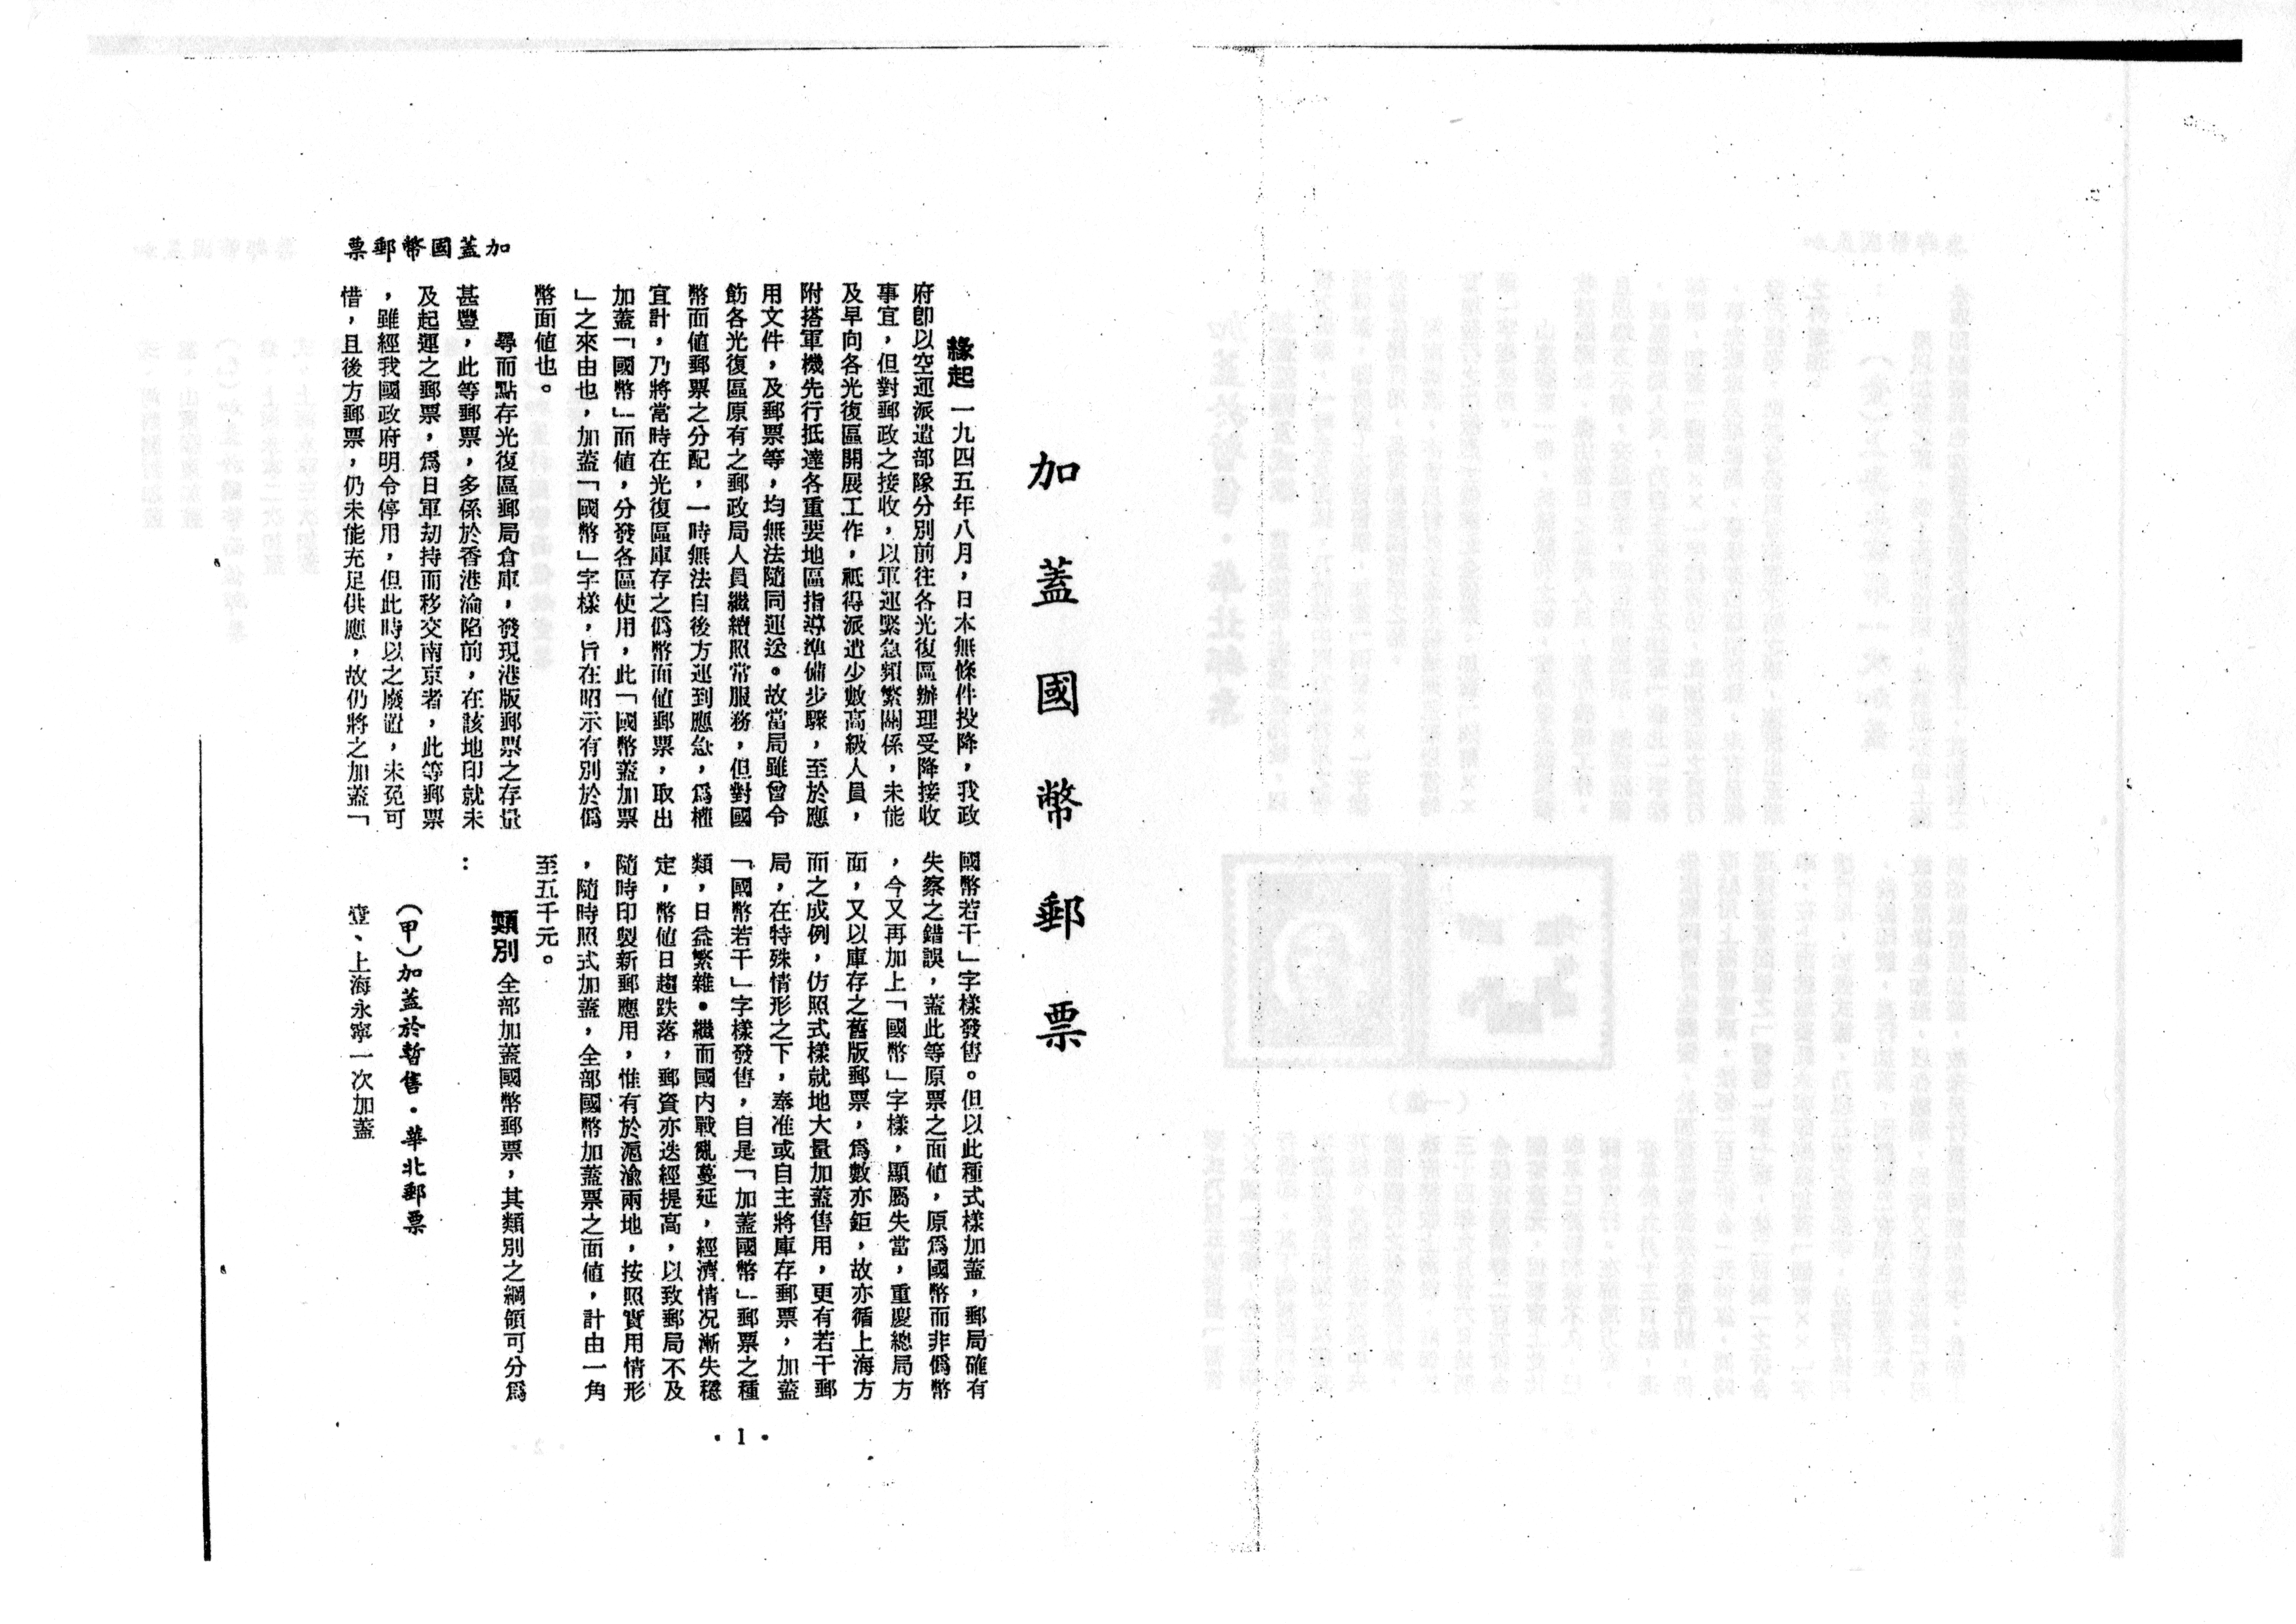 加蓋國幣郵票
加蓋國幣郵票
緣起 一九四五年八月，日本無條件投降，我政
府卽以空運派遣部隊分別前往各光復區辦理受降接收
事宜，但對郵政之接收，以軍運緊急頻繁關係，未能
及早向各光復區開展工作，祇得派遣少數高級人員，
附搭軍機先行抵達各重要地區指導準備步驟，至於應
用文件，及郵票等，均無法隨同運送。故當局雖曾令
飭各光復區原有之郵政局人員繼續照常服務，但對國
幣面値郵票之分配，一時無法自後方運到應急，爲權
宜計，乃將當時在光復區庫存之僞幣面値郵票，取出
加蓋「國幣」面値，分發各區使用，此「國幣蓋加票
」之來由也，加蓋「國幣」字樣，旨在昭示有別於僞
幣面値也。
尋而點存光復區郵局倉庫，發現港版郵票之存量
甚豐，此等郵票，多係於香港淪陷前，在該地印就未
及起運之郵票，爲日軍刧持而移交南京者，此等郵票
，雖經我國政府明令停用，但此時以之廢置，未免可
惜，且後方郵票，仍未能充足供應，故仍將之加蓋「
國幣若干」字樣發售。但以此種式樣加蓋，郵局確有
失察之錯誤，蓋此等原票之面値，原爲國幣而非僞幣
，今又再加上「國幣」字樣，顯屬失當，重慶總局方
面，又以庫存之舊版郵票，爲數亦鉅，故亦循上海方
面之成例，仿照式樣就地大量加蓋售用，更有若干郵
局，在特殊情形之下，奉准或自主將庫存郵票，加蓋
「國幣若干」字樣發售，自是「加蓋國幣」郵票之種
類，日益繁雜。繼而國內戰亂蔓延，經濟情况漸失穩
定，幣値日趨跌落，郵資亦迭經提高，以致郵局不及
隨時印製新郵應用，惟有於滬渝兩地，按照實用情形
，隨時照式加蓋，全部國幣加蓋票之面値，計由一角
至五千元。
類別 全部加蓋國幣郵票，其類別之綱領可分爲
：
（甲）加蓋於暫售・華北郵票
壹、上海永寧一次加蓋
・1・